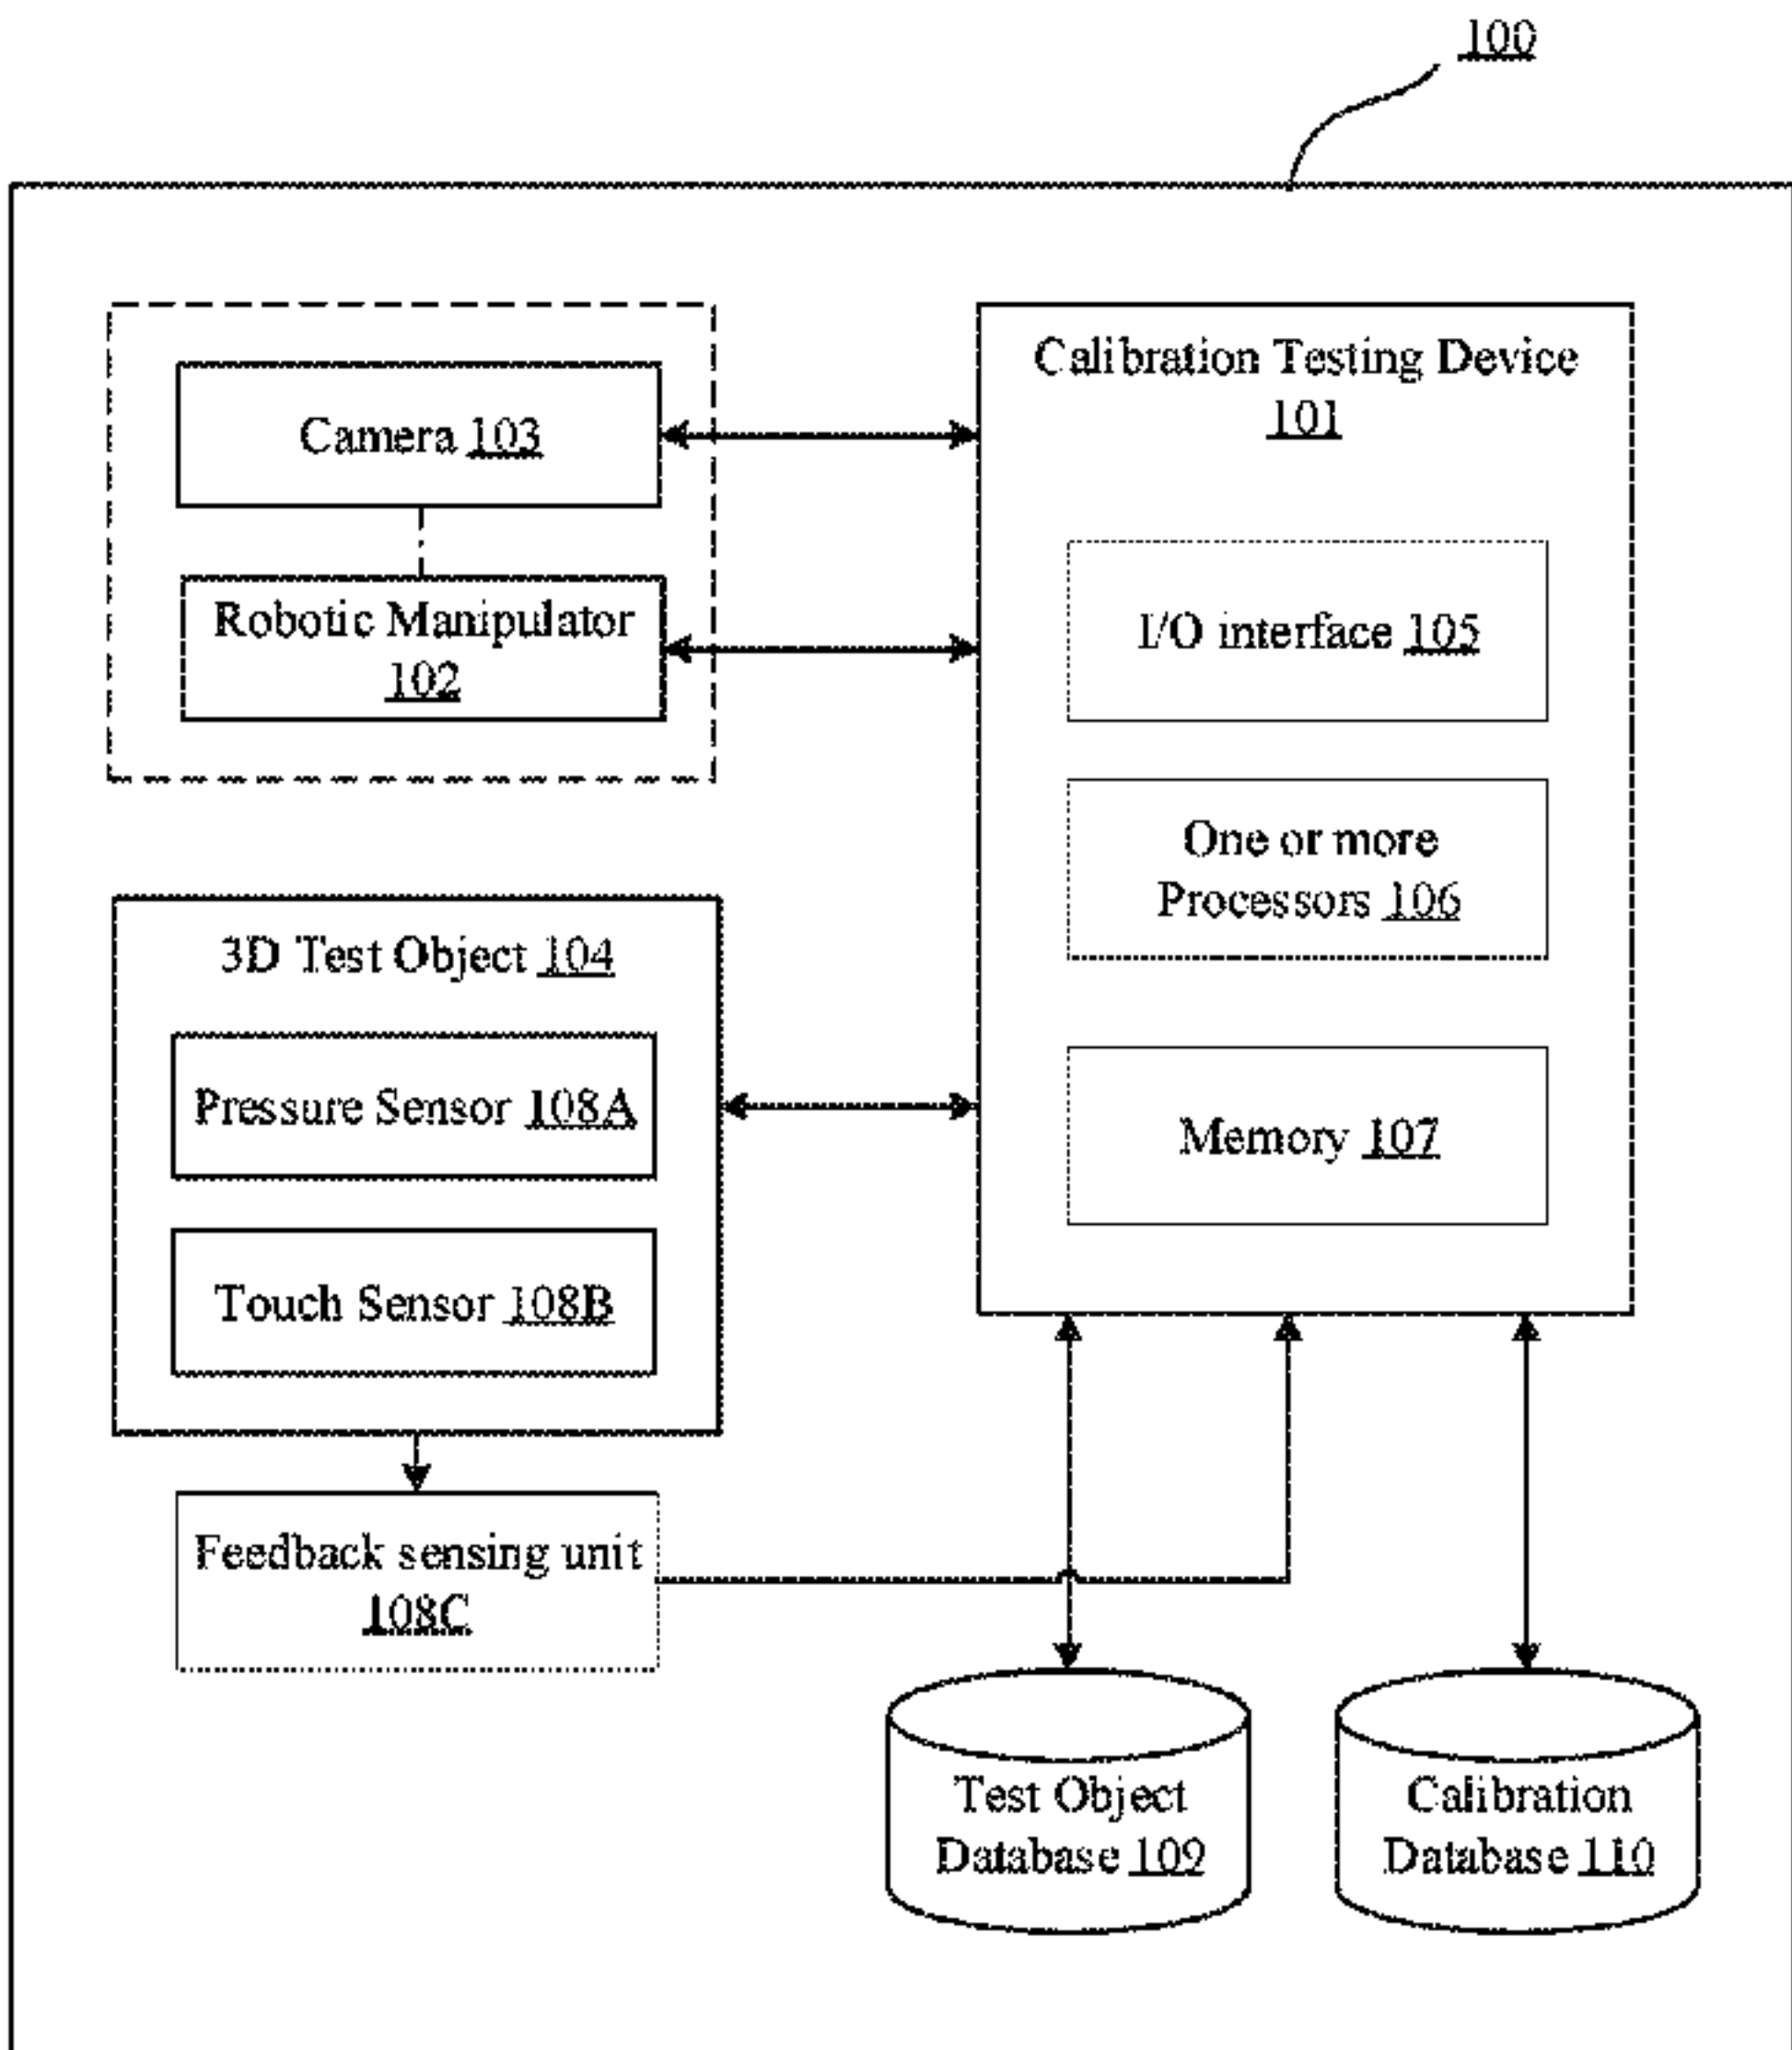 100
Camera 103
Robotic Manipulator
102
Calibration Testing Device
101
I/O interface 105
One or more
Processors 106
Memory 107
3D Test Object 104
Pressure Sensor 108A
Touch Sensor 108B
Feedback sensing unit
108C
Test Object
Database 109
Calibration
Database 110